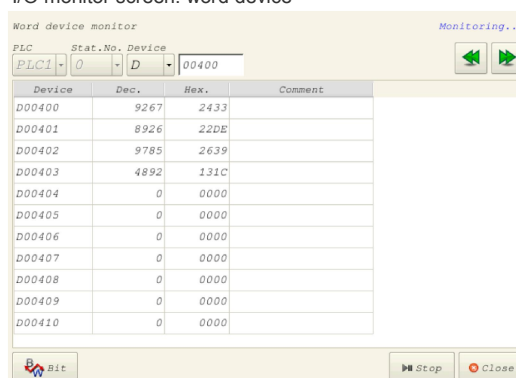 I/O monitor screen: word device
Word device monitor Monitoring..
PLC Stat.No. Device
PLC1 0 D 00400
Device Dec. Hex. Comment
D00400 9267 2433
D00401 8926 22DE
D00402 9785 2639
D00403 4892 131C
D00404 0 0000
D00405 0 0000
D00406 0 0000
D00407 0 0000
D00408 0 0000
D00409 0 0000
D00410 0 0000
B W Bit Stop Close